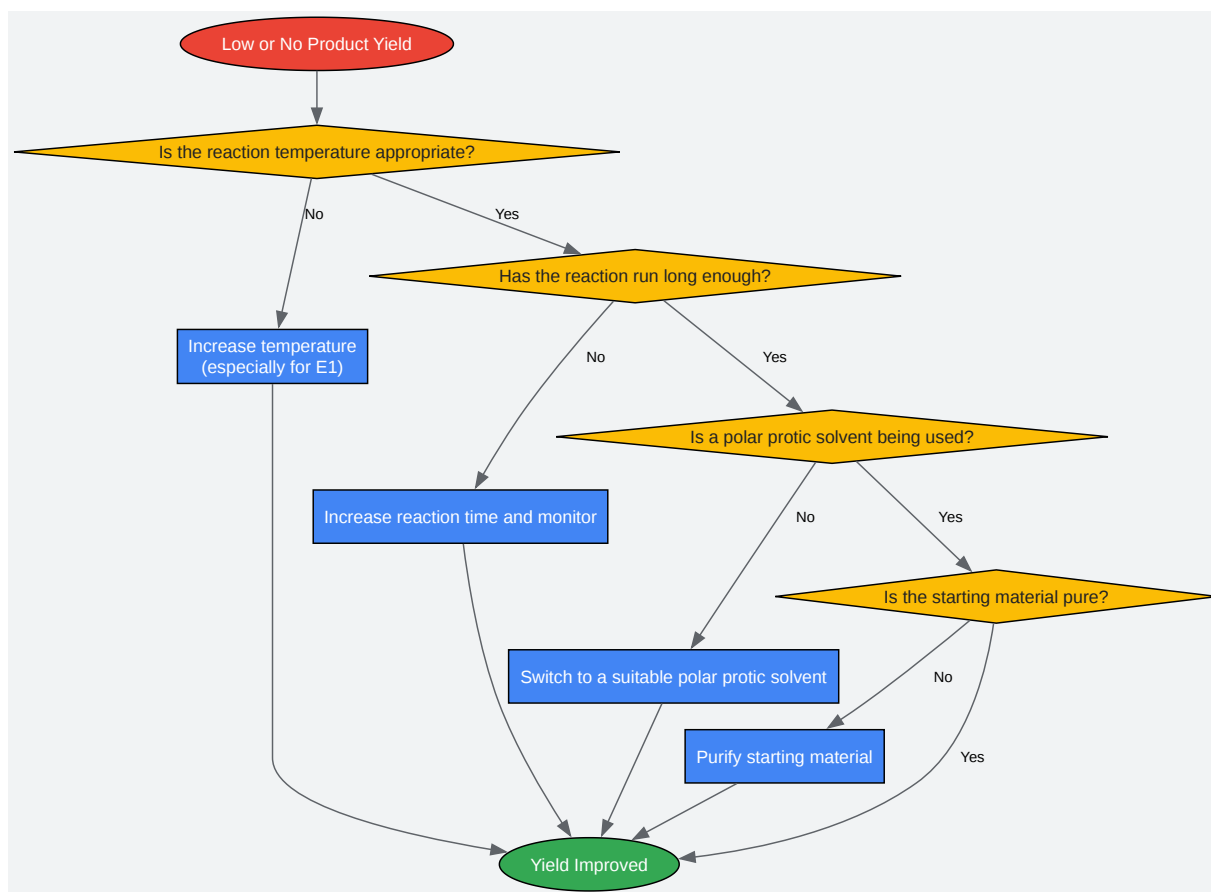 Low or No Product Yield
Is the reaction temperature appropriate?
No
Yes
Has the reaction run long enough?
Increase temperature
(especially for E1)
No
Yes
Is a polar protic solvent being used?
Increase reaction time and monitor
No
Yes
Is the starting material pure?
Switch to a suitable polar protic solvent
No
Purify starting material
Yes
Yield Improved